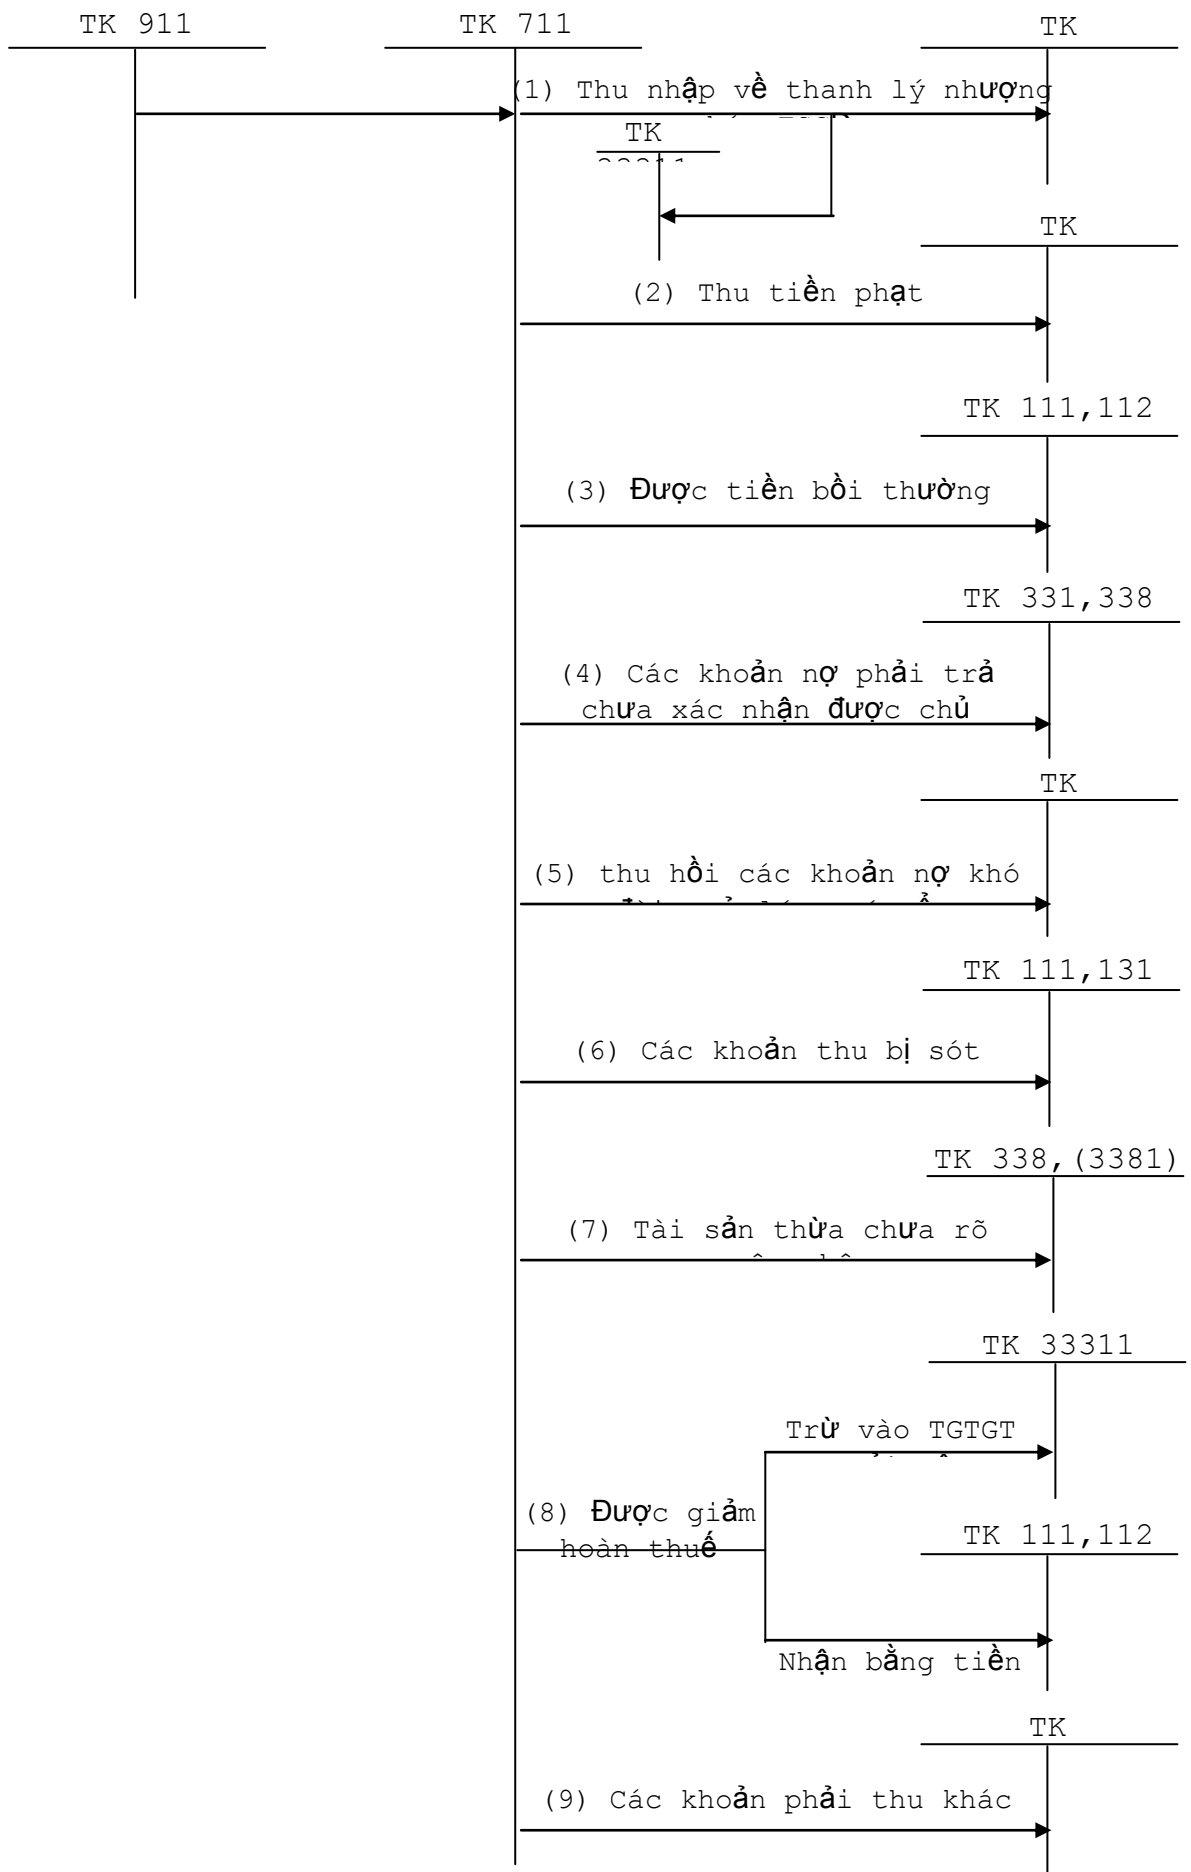 TK 911
TK 711
TK
(1) Thu nhập về thanh lý nhượng
TK
TK
(2) Thu tiền phạt
TK 111,112
(3) Được tiền bồi thường
TK 331,338
(4) Các khoản nợ phải trả
chưa xác nhận được chủ
TK
(5) thu hồi các khoản nợ khó
TK 111,131
(6) Các khoản thu bị sót
TK 338,(3381)
(7) Tài sản thừa chưa rõ
TK 33311
Trừ vào TGTGT
(8) Được giảm
hoàn thuế
TK 111,112
Nhận bằng tiền
TK
(9) Các khoản phải thu khác